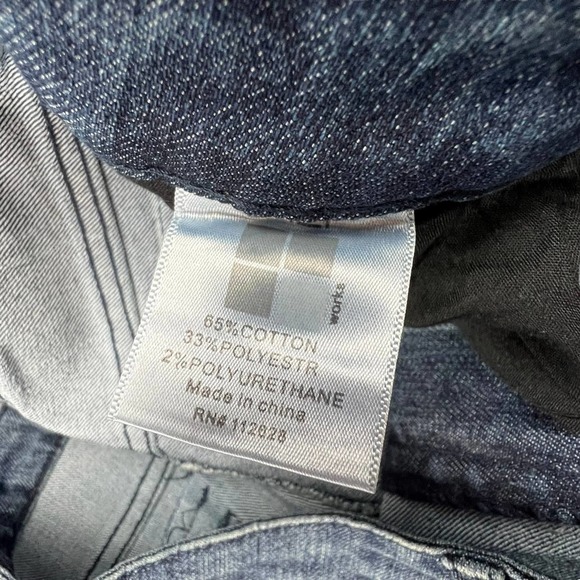 works
65%COTTON
33%POLYESTR
2%POLYURETHANE
Made in china
RN# 112828